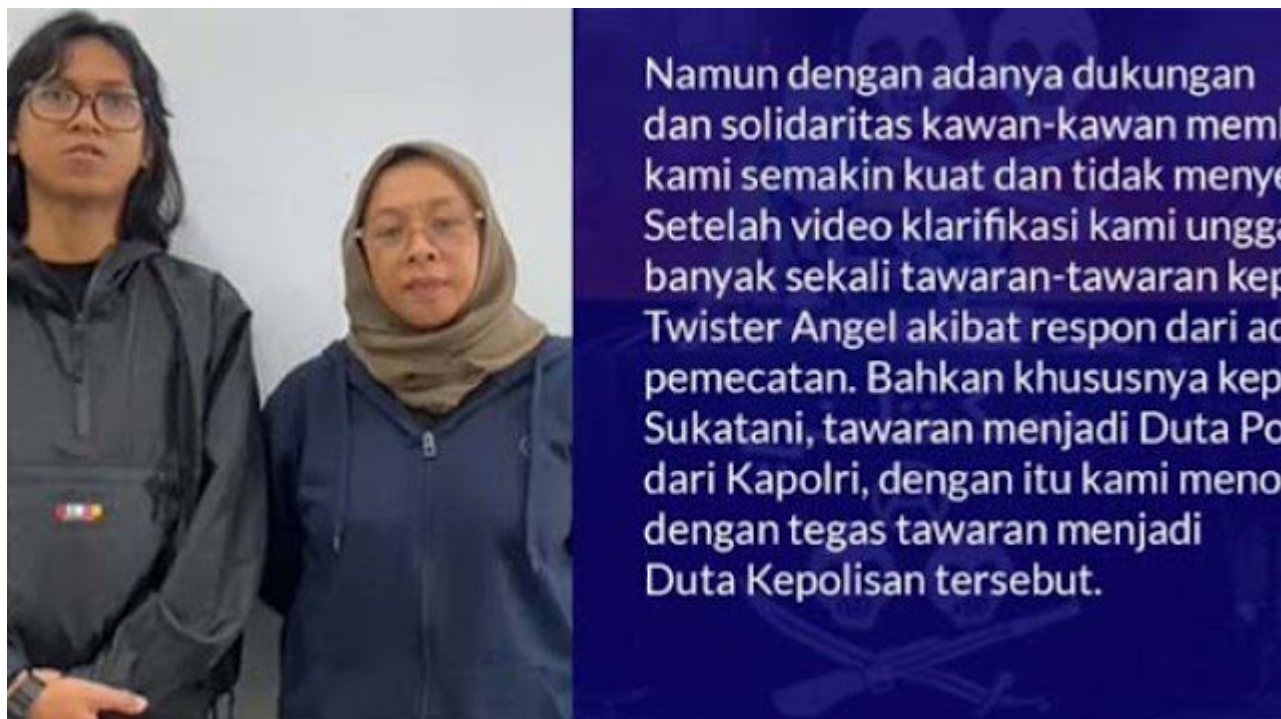 Namun dengan adanya dukungan
dan solidaritas kawan-kawan
kami semakin kuat dan tidak
Setelah video klarifikasi kami
banyak sekali tawaran-tawaran
Twister Angel akibat respon dari
pemecatan. Bahkan khususnya
Sukatani, tawaran menjadi Duta
dari Kapolri, dengan itu kami
dengan tegas tawaran menjadi
Duta Kepolisan tersebut.